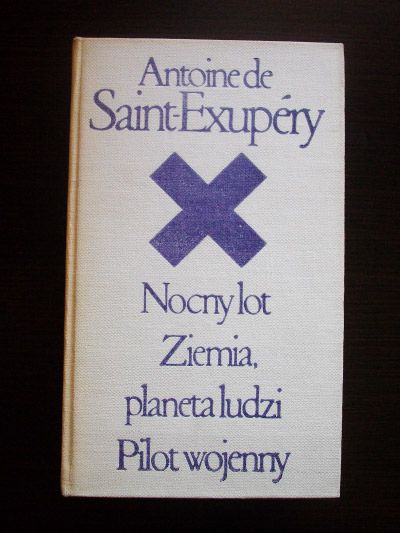 Antoine de
Saint-Exupéry
Nocny lot
Ziemia,
planeta ludzi
Pilot wojenny